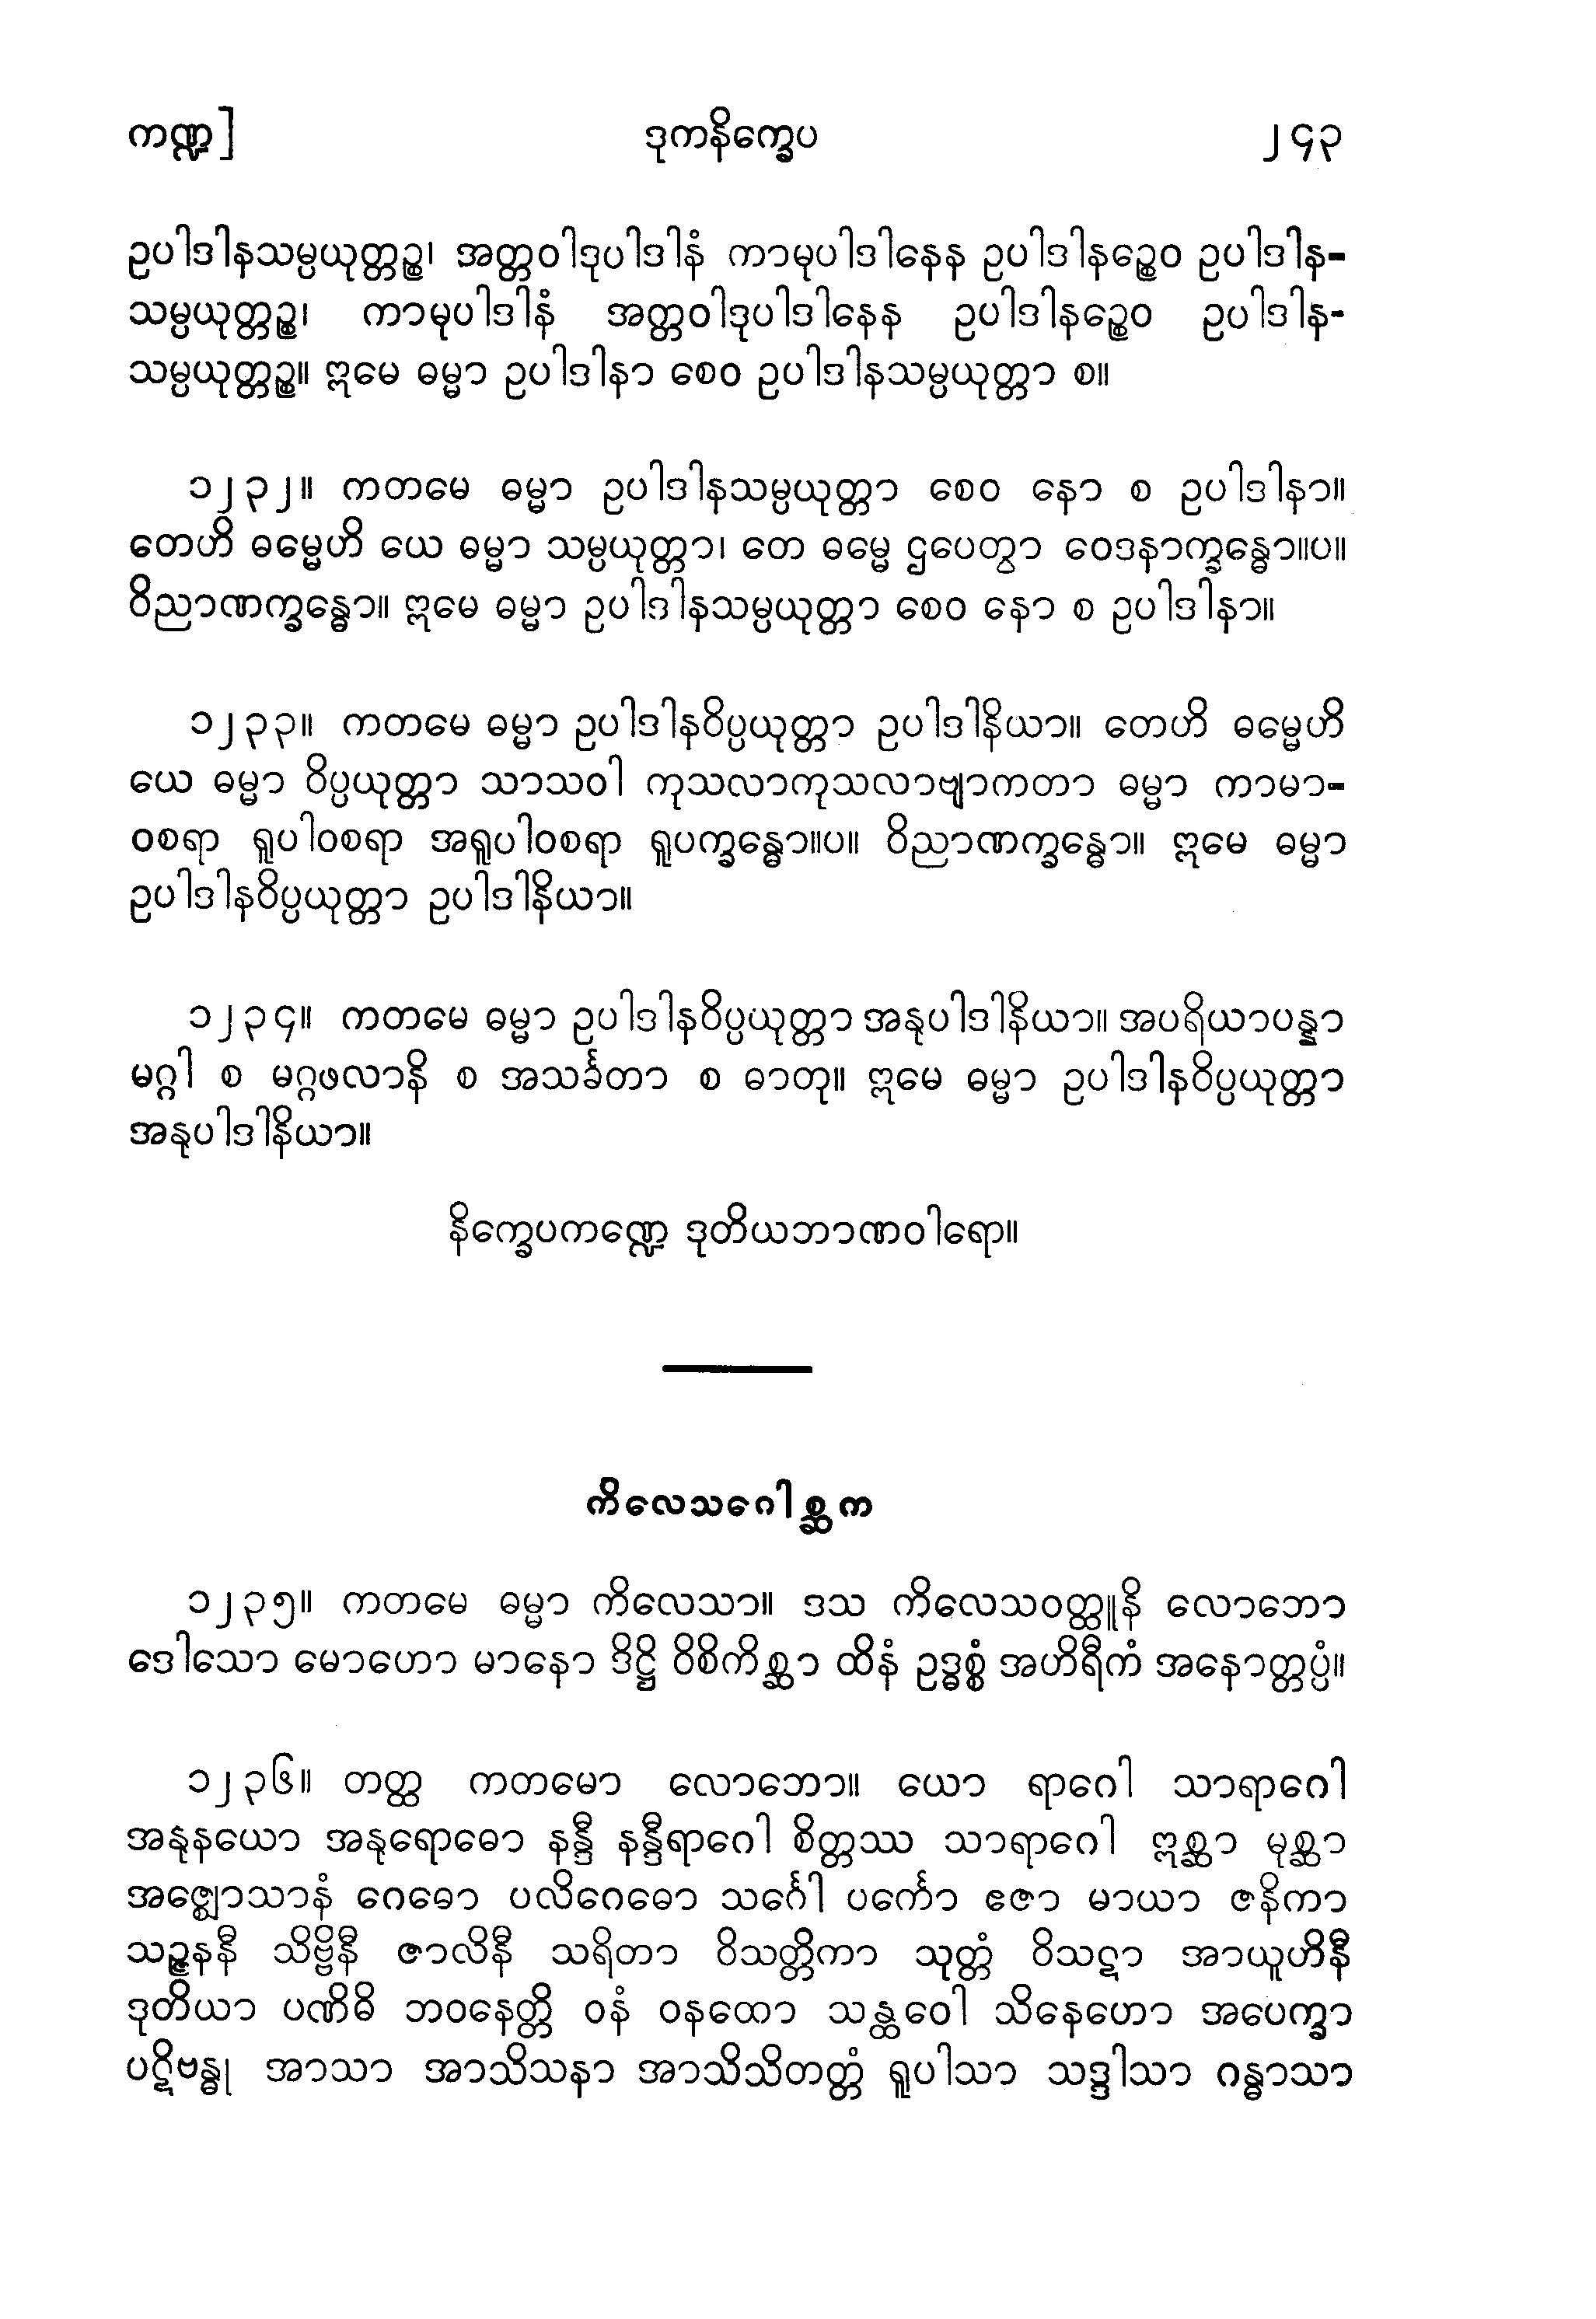 ကဏ္ဍ] ဒုကနိက္ခေပ ၂၄၃
ဥပါဒါနသမ္ပယုတ္တဉ္စ၊ အတ္တဝါဒုပါဒါနံ ကာမုပါဒါနေန ဥပါဒါနဉ္စေဝ ဥပါဒါန-
သမ္ပယုတ္တဉ္စ၊ ကာမုပါဒါနံ အတ္တဝါဒုပါဒါနေန ဥပါဒါနဉ္စေဝ ဥပါဒါန-
သမ္ပယုတ္တဉ္စ။ ဣမေ ဓမ္မာ ဥပါဒါနာ စေဝ ဥပါဒါနသမ္ပယုတ္တာ စ။
၁၂၃၂။ ကတမေ ဓမ္မာ ဥပါဒါနသမ္ပယုတ္တာ စေဝ နော စ ဥပါဒါနာ။
တေဟိ ဓမ္မေဟိ ယေ ဓမ္မာ သမ္ပယုတ္တာ၊ တေ ဓမ္မေ ဌပေတွာ ဝေဒနာက္ခန္ဓော။ပ။
ဝိညာဏက္ခန္ဓော။ ဣမေ ဓမ္မာ ဥပါဒါနသမ္ပယုတ္တာ စေဝ နော စ ဥပါဒါနာ။
၁၂၃၃။ ကတမေ ဓမ္မာ ဥပါဒါနဝိပ္ပယုတ္တာ ဥပါဒါနိယာ။ တေဟိ ဓမ္မေဟိ
ယေ ဓမ္မာ ဝိပ္ပယုတ္တာ သာသဝါ ကုသလာကုသလာဗျာကတာ ဓမ္မာ ကာမာ-
ဝစရာ ရူပါဝစရာ အရူပါဝစရာ ရူပက္ခန္ဓော။ပ။ ဝိညာဏက္ခန္ဓော။ ဣမေ ဓမ္မာ
ဥပါဒါနဝိပ္ပယုတ္တာ ဥပါဒါနိယာ။
၁၂၃၄။ ကတမေ ဓမ္မာ ဥပါဒါနဝိပ္ပယုတ္တာ အနုပါဒါနိယာ။ အပရိယာပန္နာ
မဂ္ဂါ စ မဂ္ဂဖလာနိ စ အသင်္ခတာ စ ဓာတု။ ဣမေ ဓမ္မာ ဥပါဒါနဝိပ္ပယုတ္တာ
အနုပါဒါနိယာ။
နိက္ခေပကဏ္ဍေ ဒုတိယဘာဏဝါရော။
ကိလေသဂေါစ္ဆက
၁၂၃၅။ ကတမေ ဓမ္မာ ကိလေသာ။ ဒသ ကိလေသဝတ္ထူနိ လောဘော
ဒေါသော မောဟော မာနော ဒိဋ္ဌိ ဝိစိကိစ္ဆာ ထိနံ ဥဒ္ဓစ္စံ အဟိရီကံ အနောတ္တပ္ပံ။
၁၂၃၆။ တတ္ထ ကတမော လောဘော။ ယော ရာဂေါ သာရာဂေါ
အနုနယော အနုရောဓော နန္ဒီ နန္ဒီရာဂေါ စိတ္တဿ သာရာဂေါ ဣစ္ဆာ မုစ္ဆာ
အဇ္ဈောသာနံ ဂေဓော ပလိဂေဓော သင်္ဂေါ ပင်္ကော ဧဇာ မာယာ ဇနိကာ
သဉ္ဇနနီ သိဗ္ဗိနီ ဇာလိနီ သရိတာ ဝိသတ္တိကာ သုတ္တံ ဝိသဋာ အာယူဟိနီ
ဒုတိယာ ပဏိဓိ ဘဝနေတ္တိ ဝနံ ဝနထော သန္ထဝေါ သိနေဟော အပေက္ခာ
ပဋိဗန္ဓု အာသာ အာသိသနာ အာသိသိတတ္တံ ရူပါသာ သဒ္ဒါသာ ဂန္ဓာသာ